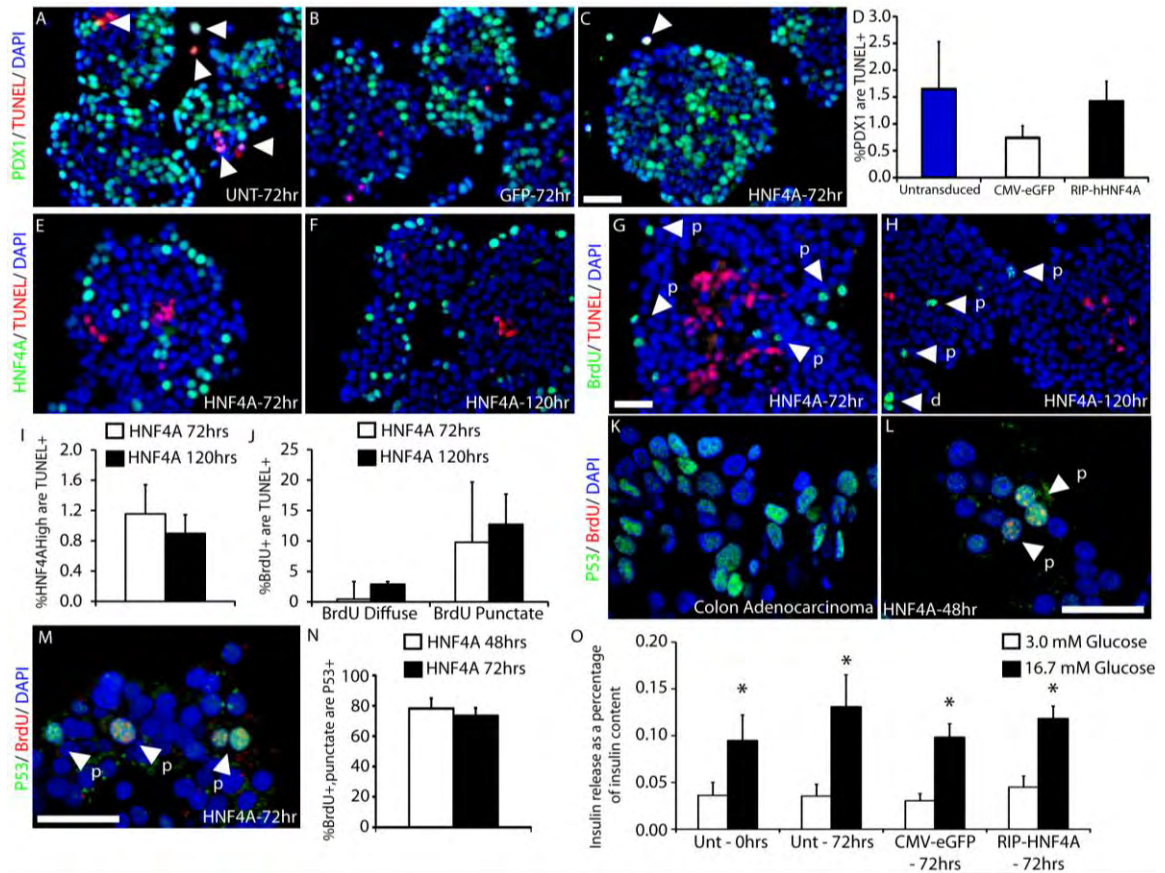 A
B
C
D
PDX1/ TUNEL/ DAPI
UNT-72hr
GFP-72hr
HNF4A-72hr
%PDX1 are TUNEL+
3.0
2.5
2.0
1.5
1.0
0.5
0.0
Untransduced
CMV-eGFP
RIP-hHNF4A
E
F
G
H
HNF4A/ TUNEL/ DAPI
HNF4A-72hr
HNF4A-120hr
BrdU/ TUNEL/ DAPI
p
p
p
p
HNF4A-72hr
p
p
p
d
HNF4A-120hr
I
HNF4A 72hrs
HNF4A 120hrs
%HNF4AHigh are TUNEL+
2.0
1.6
1.2
0.8
0.4
0.0
J
HNF4A 72hrs
HNF4A 120hrs
%BrdU+ are TUNEL+
25
20
15
10
5
0
BrdU Diffuse
BrdU Punctate
K
L
P53/ BrdU/ DAPI
Colon Adenocarcinoma
p
p
HNF4A-48hr
M
P53/ BrdU/ DAPI
p
p
p
HNF4A-72hr
N
HNF4A 48hrs
HNF4A 72hrs
%BrdU+,punctate are P53+
100
80
60
40
20
0
O
3.0 mM Glucose
16.7 mM Glucose
Insulin release as a percentage
of insulin content
0.20
0.15
0.10
0.05
0.00
*
*
*
*
Unt - 0hrs
Unt - 72hrs
CMV-eGFP
- 72hrs
RIP-HNF4A
- 72hrs